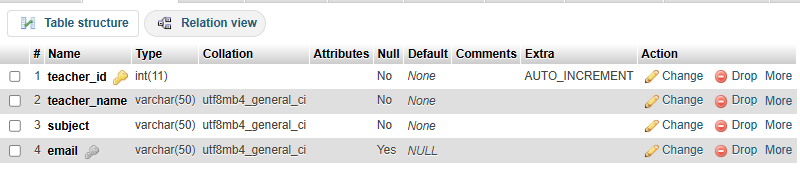 Table structure Relation view
# Name Type Collation Attributes Null Default Comments Extra Action
1 teacher_id int(11) No None AUTO_INCREMENT Change Drop More
2 teacher_name varchar(50) utf8mb4_general_ci No None Change Drop More
3 subject varchar(50) utf8mb4_general_ci No None Change Drop More
4 email varchar(50) utf8mb4_general_ci Yes NULL Change Drop More